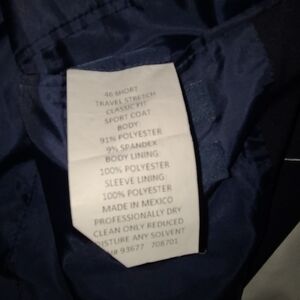 46 SHORT
TRAVEL STRETCH
CLASSIC FIT
SPORT COAT
BODY
91% POLYESTER
9% SPANDEX
BODY LINING:
100% POLYESTER
SLEEVE LINING:
100% POLYESTER
MADE IN MEXICO
PROFESSIONALLY DRY
CLEAN ONLY REDUCED
MOISTURE ANY SOLVENT
93677 708701